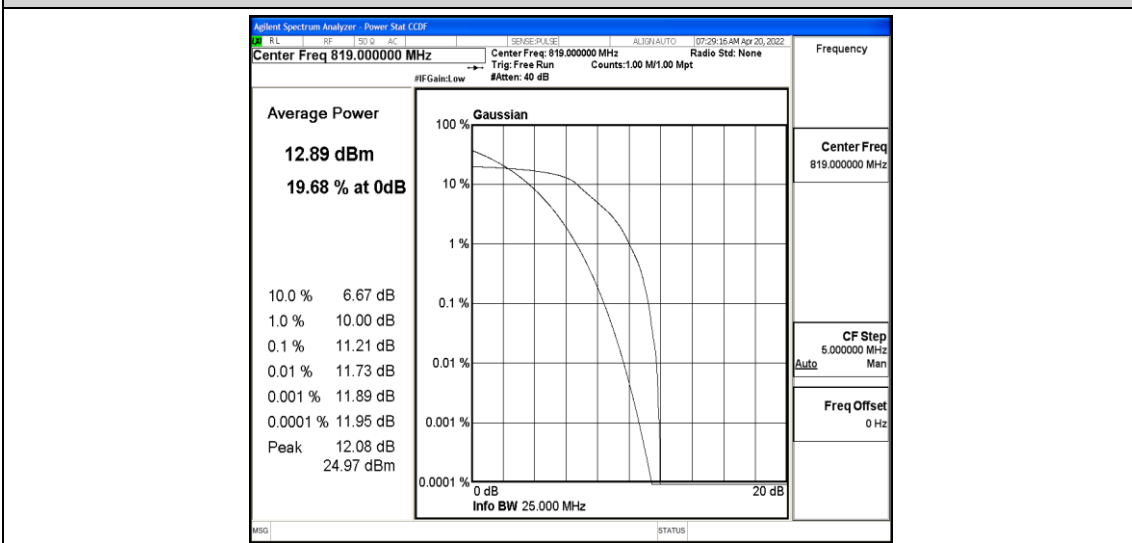 Agilent Spectrum Analyzer - Power Stat CCDF
RL RF 50 Ω AC SENSE:PULSE ALIGN AUTO 07:29:16 AM Apr 20, 2022
Center Freq 819.000000 MHz
Center Freq: 819.000000 MHz Radio Std: None
Trig: Free Run Counts:1.00 M/1.00 Mpt
#IFGain:Low #Atten: 40 dB
Average Power
12.89 dBm
19.68 % at 0dB
10.0 % 6.67 dB
1.0 % 10.00 dB
0.1 % 11.21 dB
0.01 % 11.73 dB
0.001 % 11.89 dB
0.0001 % 11.95 dB
Peak 12.08 dB
24.97 dBm
Gaussian
100 %
10 %
1 %
0.1 %
0.01 %
0.001 %
0.0001 %
0 dB 20 dB
Info BW 25.000 MHz
Frequency
Center Freq
819.000000 MHz
CF Step
5.000000 MHz
Auto Man
Freq Offset
0 Hz
MSG STATUS